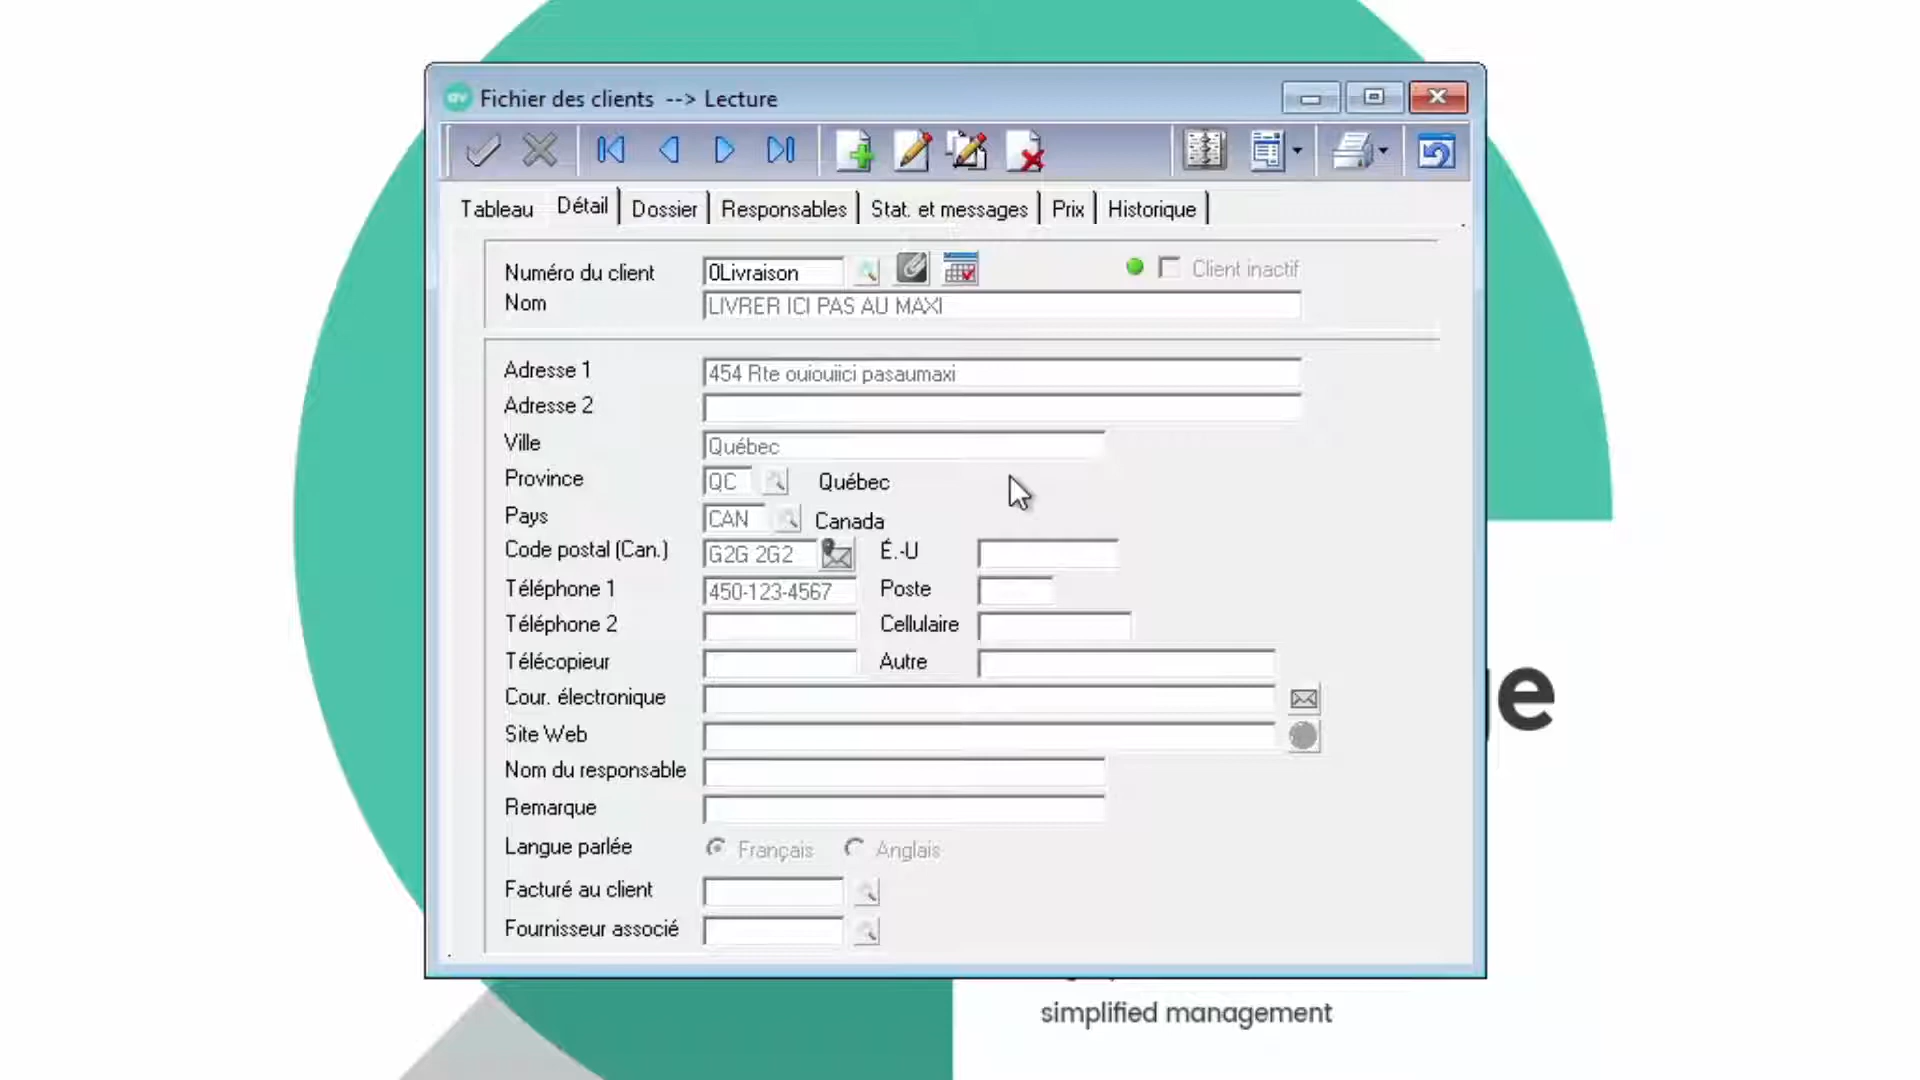 Fichier des clients --> Lecture
Tableau Détail Dossier Responsables Stat. et messages Prix Historique
Numéro du client 0Livraison Client inactif
Nom LIVRER ICI PAS AU MAXI
Adresse 1 454 Rte ouiouiici pasaumaxi
Adresse 2
Ville Québec
Province QC Québec
Pays CAN Canada
Code postal (Can.) G2G 2G2 É.-U
Téléphone 1 450-123-4567 Poste
Téléphone 2 Cellulaire
Télécopieur Autre
Cour. électronique
Site Web
Nom du responsable
Remarque
Langue parlée Français Anglais
Facturé au client
Fournisseur associé
e
simplified management